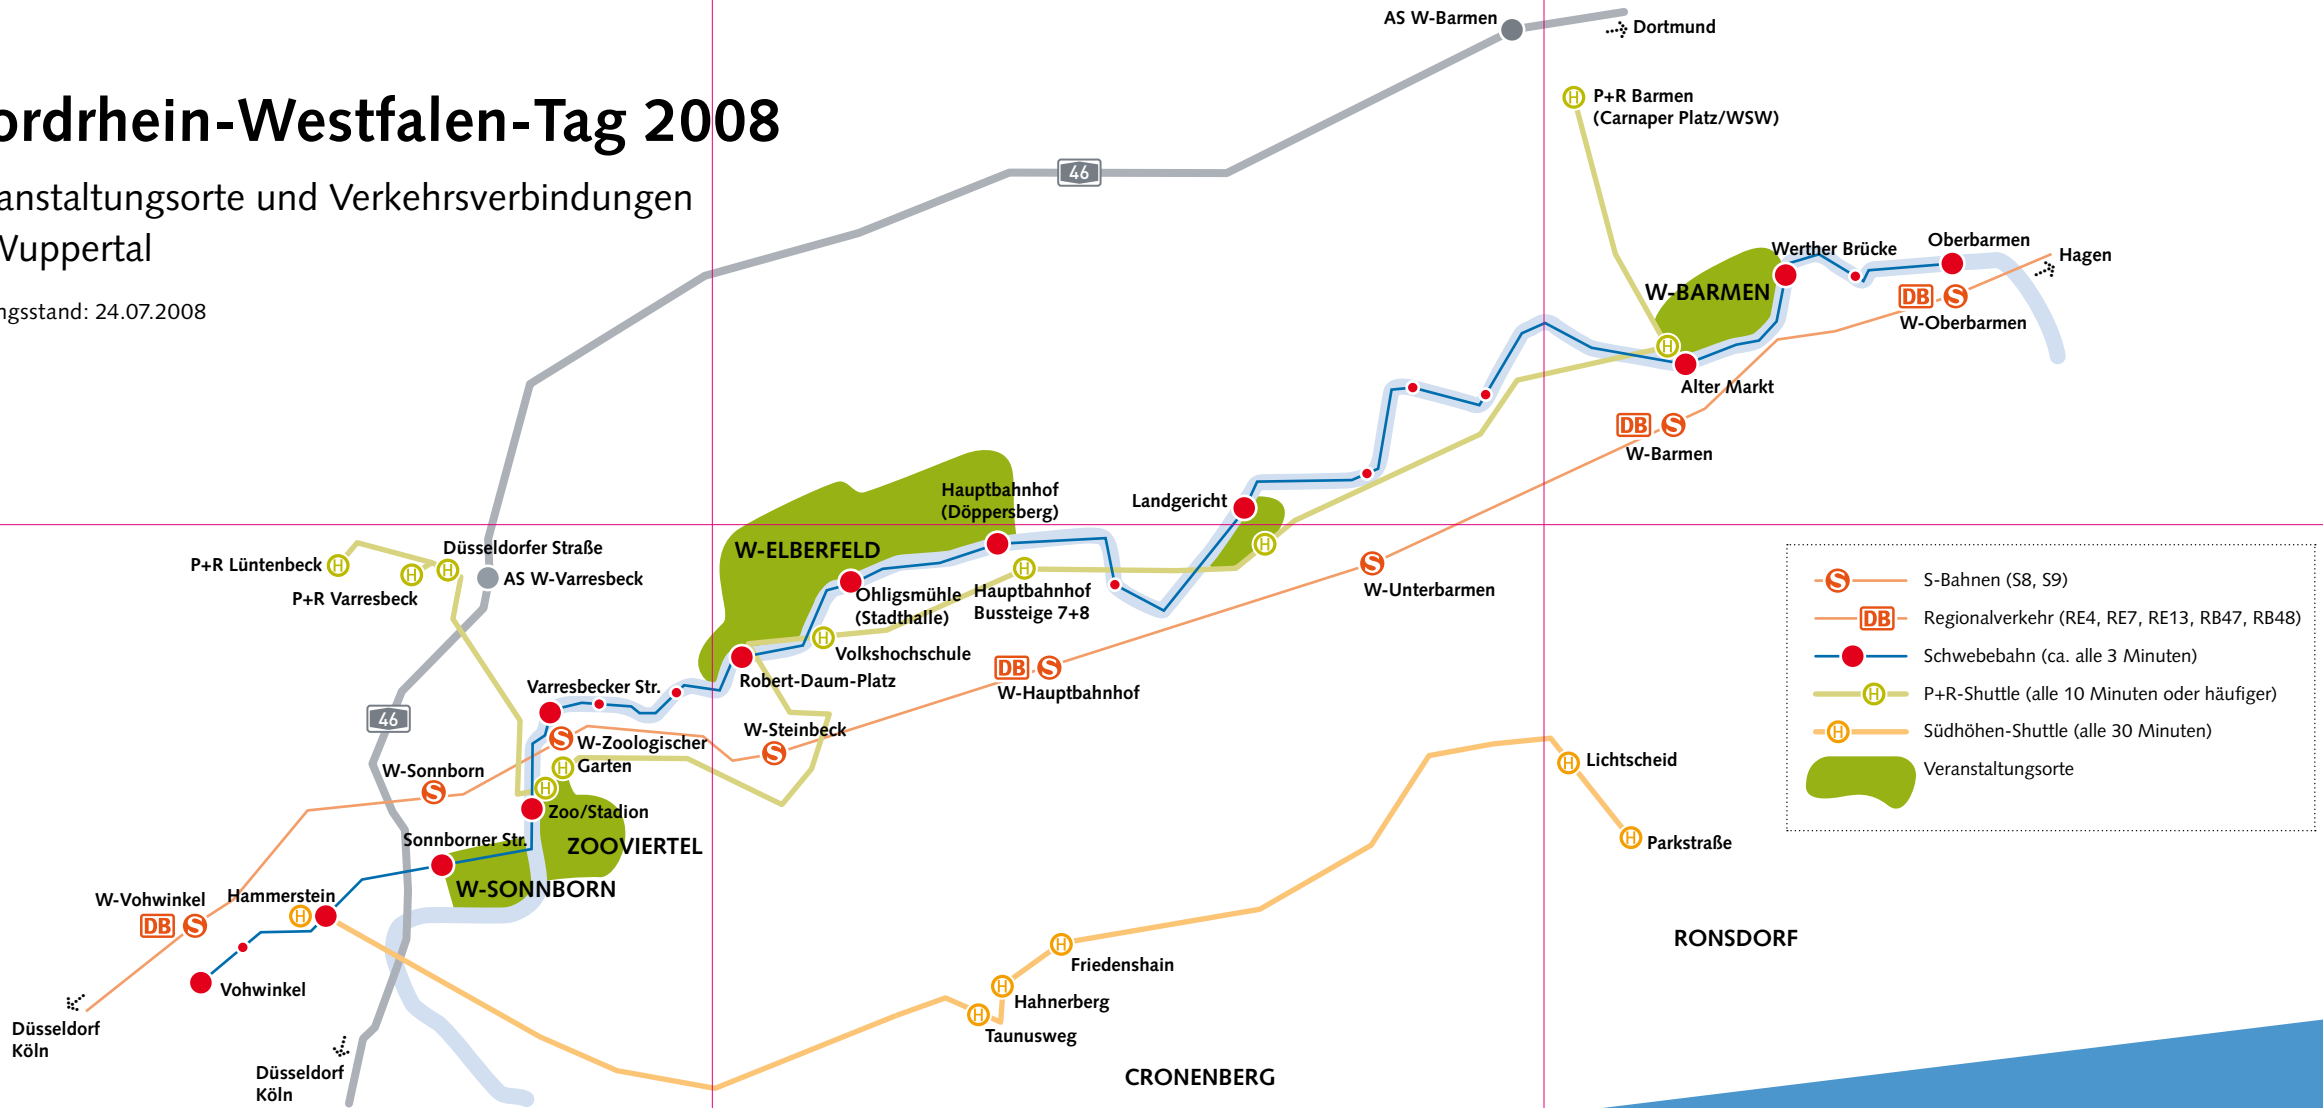 ordrhein-Westfalen-Tag 2008
anstaltungsorte und Verkehrsverbindungen
Wuppertal
ngsstand: 24.07.2008
AS W-Barmen
Dortmund
46
H
P+R Barmen
(Carnaper Platz/WSW)
Werther Brücke
Oberbarmen
Hagen
W-BARMEN
DB S
W-Oberbarmen
H
Alter Markt
DB S
W-Barmen
Hauptbahnhof
(Döppersberg)
Landgericht
H
W-ELBERFELD
P+R Lüntenbeck H
H H
Düsseldorfer Straße
AS W-Varresbeck
P+R Varresbeck
Ohligsmühle
(Stadthalle)
H
Hauptbahnhof
Bussteige 7+8
S
W-Unterbarmen
H
Volkshochschule
Robert-Daum-Platz
DB S
W-Hauptbahnhof
Varresbecker Str.
46
W-Steinbeck
S
S W-Zoologischer
H Garten
W-Sonnborn
S
H
Zoo/Stadion
Sonnborner Str.
ZOOVIERTEL
W-SONNBORN
W-Vohwinkel
DB S
Hammerstein
H
Vohwinkel
Düsseldorf
Köln
Düsseldorf
Köln
H Lichtscheid
H Parkstraße
H
Friedenshain
H
Hahnerberg
H
Taunusweg
RONSDORF
CRONENBERG
S S-Bahnen (S8, S9)
DB Regionalverkehr (RE4, RE7, RE13, RB47, RB48)
Schwebebahn (ca. alle 3 Minuten)
H P+R-Shuttle (alle 10 Minuten oder häufiger)
H Südhöhen-Shuttle (alle 30 Minuten)
Veranstaltungsorte